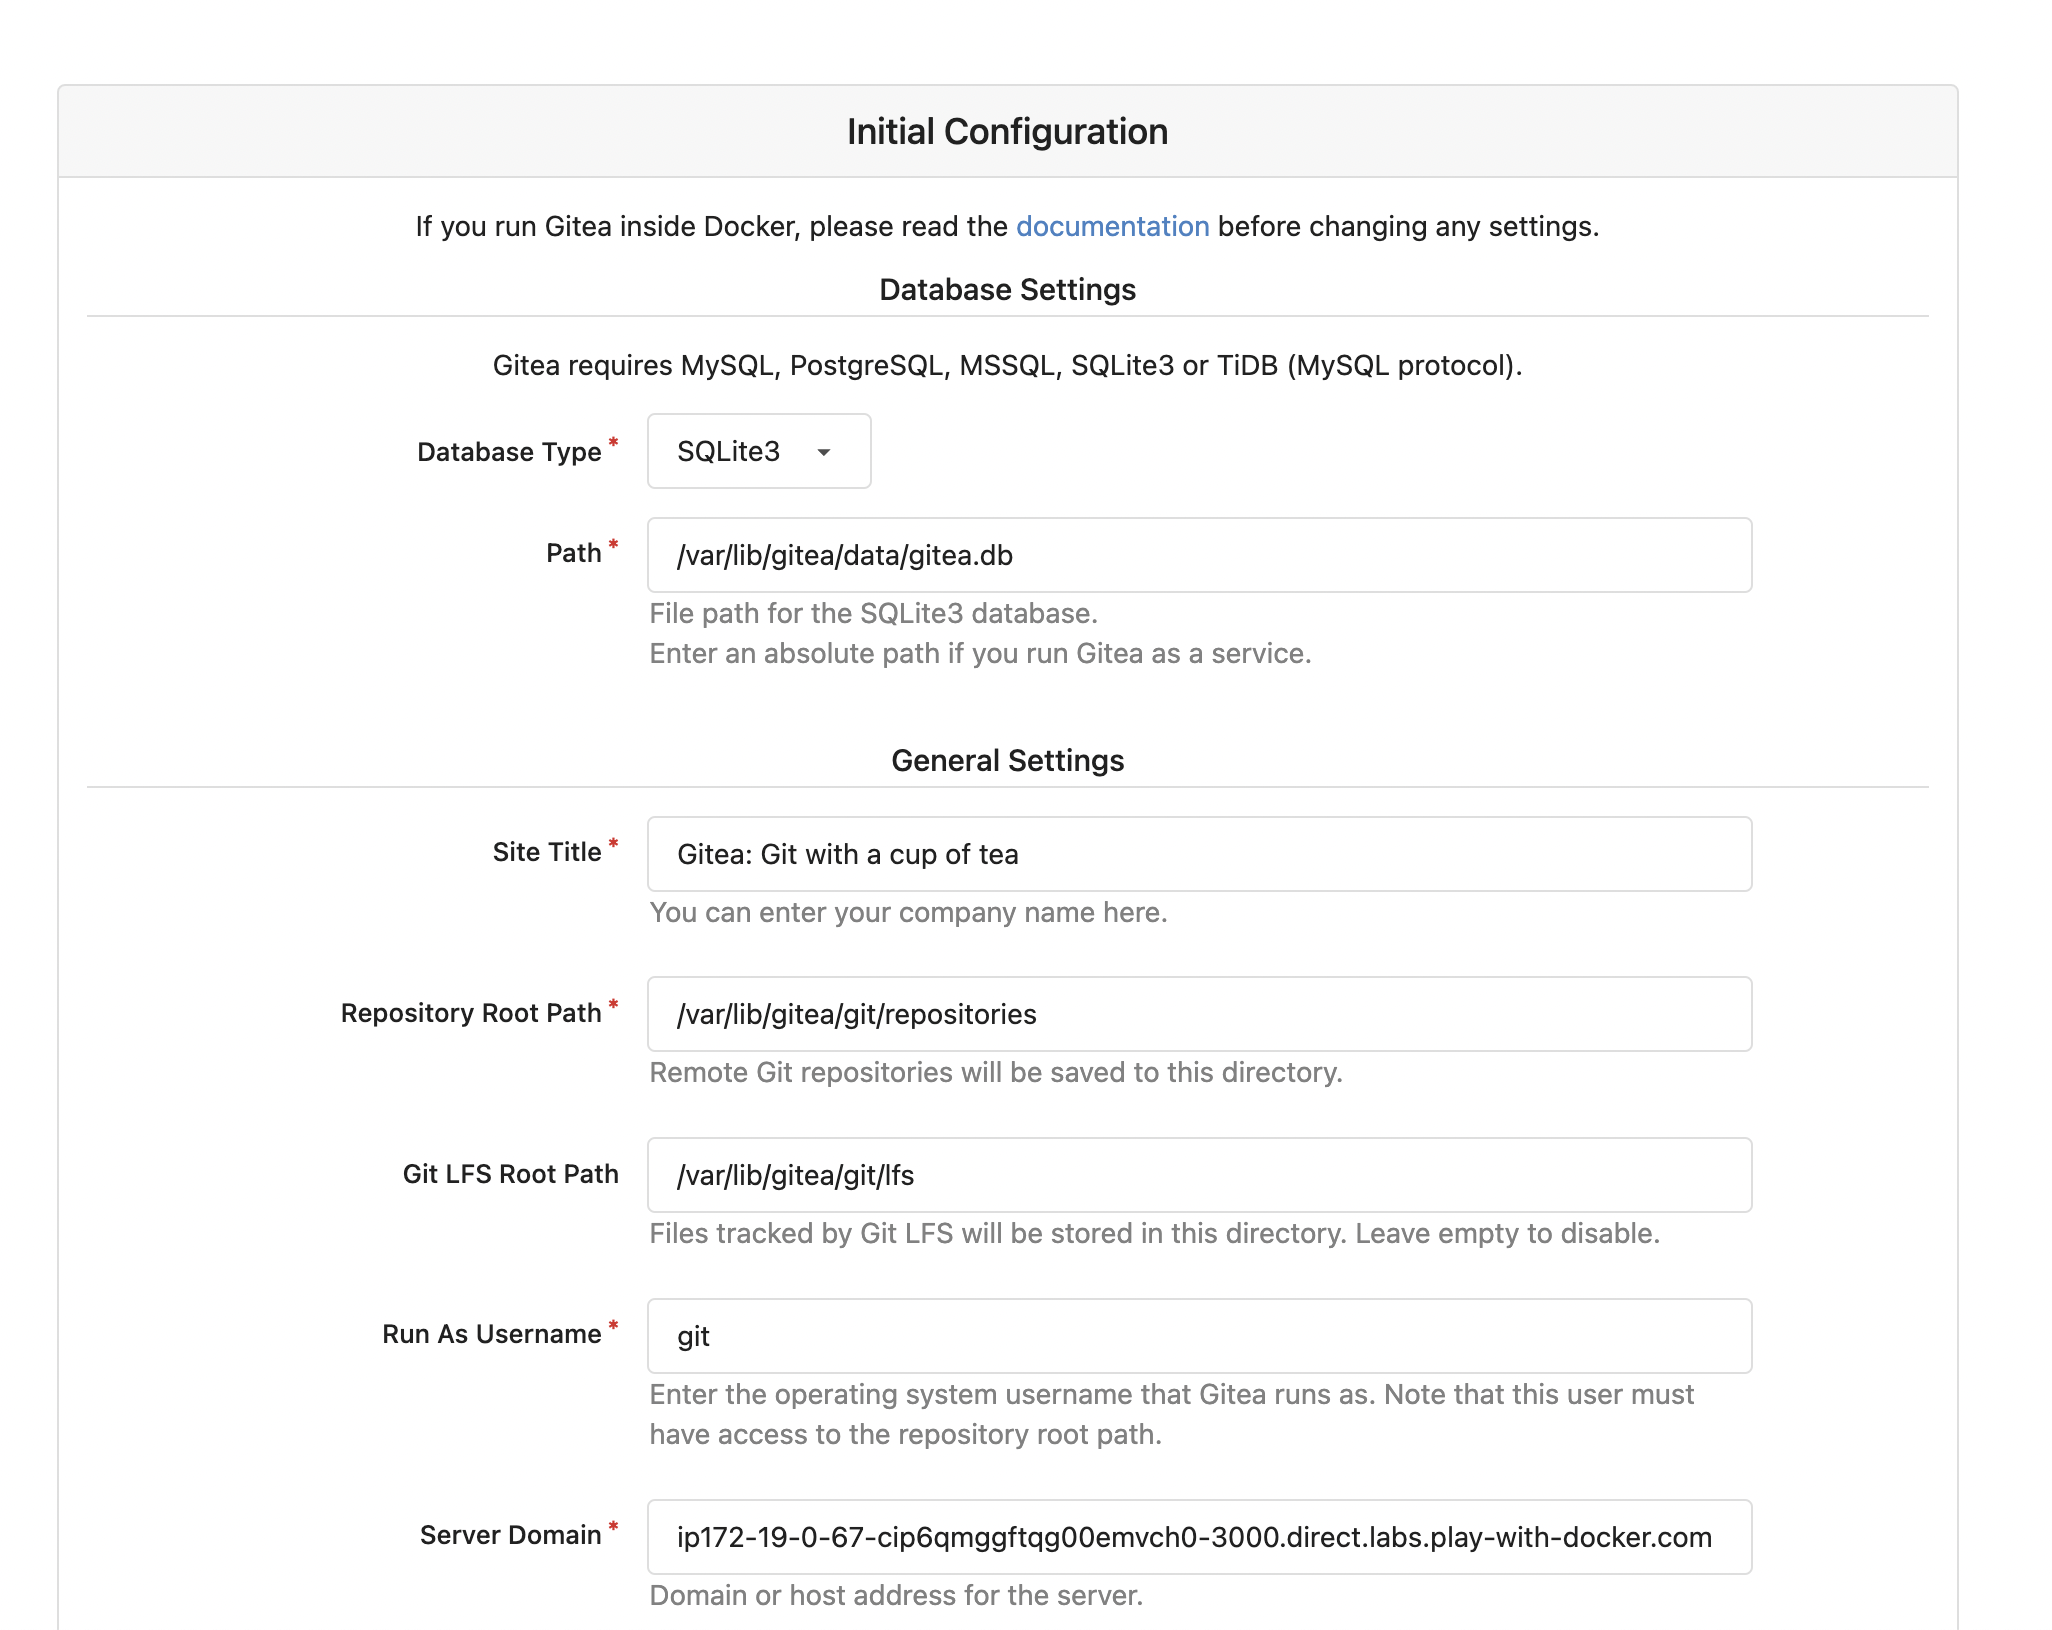 Initial Configuration
If you run Gitea inside Docker, please read the documentation before changing any settings.
Database Settings
Gitea requires MySQL, PostgreSQL, MSSQL, SQLite3 or TiDB (MySQL protocol).
Database Type *
SQLite3
Path *
/var/lib/gitea/data/gitea.db
File path for the SQLite3 database.
Enter an absolute path if you run Gitea as a service.
General Settings
Site Title *
Gitea: Git with a cup of tea
You can enter your company name here.
Repository Root Path *
/var/lib/gitea/git/repositories
Remote Git repositories will be saved to this directory.
Git LFS Root Path
/var/lib/gitea/git/lfs
Files tracked by Git LFS will be stored in this directory. Leave empty to disable.
Run As Username *
git
Enter the operating system username that Gitea runs as. Note that this user must
have access to the repository root path.
Server Domain *
ip172-19-0-67-cip6qmggftqg00emvch0-3000.direct.labs.play-with-docker.com
Domain or host address for the server.